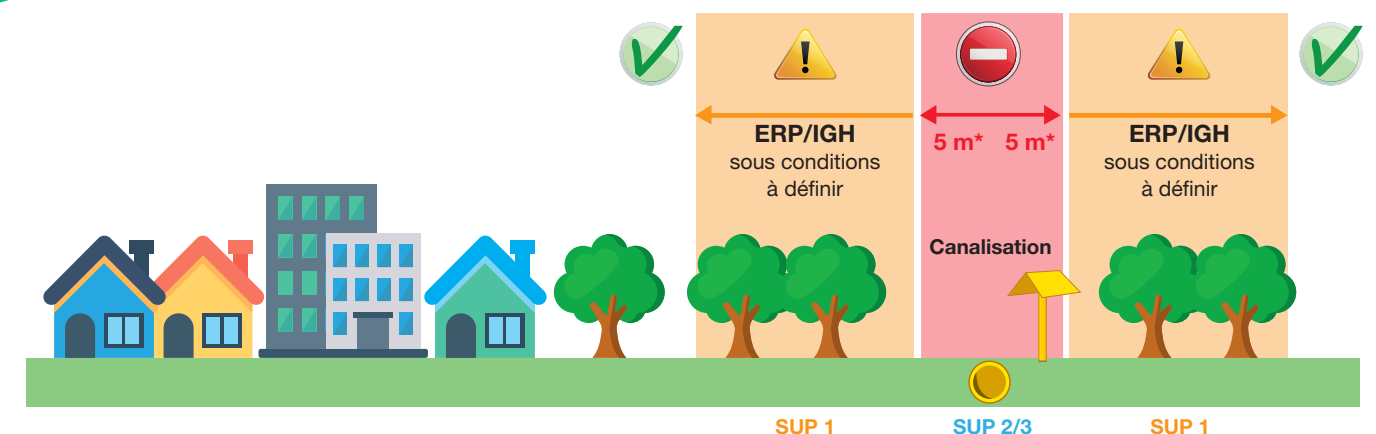 ERP/IGH
sous conditions
à définir
5 m* 5 m*
Canalisation
ERP/IGH
sous conditions
à définir
SUP 1
SUP 2/3
SUP 1